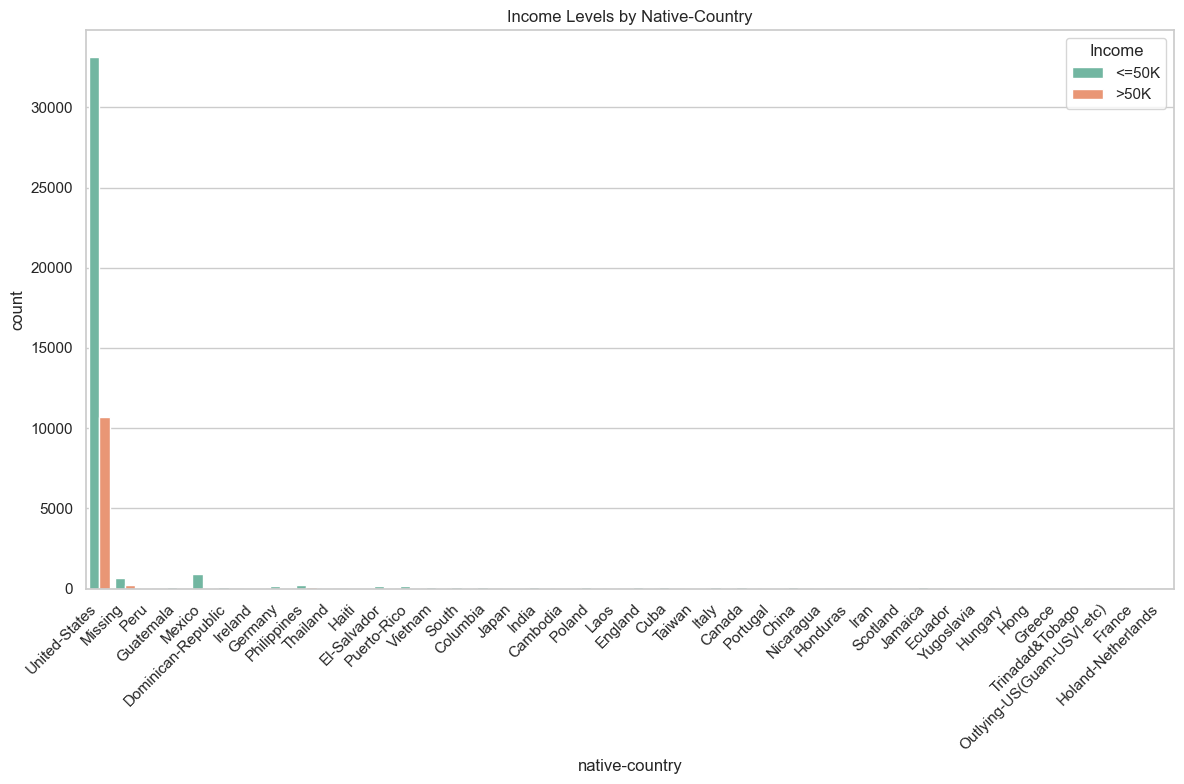 Income Levels by Native-Country
Income
<=50K
>50K
30000
25000
20000
15000
10000
5000
0
count
United-States
Missing
Peru
Guatemala
Mexico
Dominican-Republic
Ireland
Germany
Philippines
Thailand
Haiti
El-Salvador
Puerto-Rico
Vietnam
South
Columbia
Japan
India
Cambodia
Poland
Laos
England
Cuba
Taiwan
Italy
Canada
Portugal
China
Nicaragua
Honduras
Iran
Scotland
Jamaica
Ecuador
Yugoslavia
Hungary
Hong
Greece
Trinadad&Tobago
Outlying-US(Guam-USVI-etc)
France
Holand-Netherlands
native-country